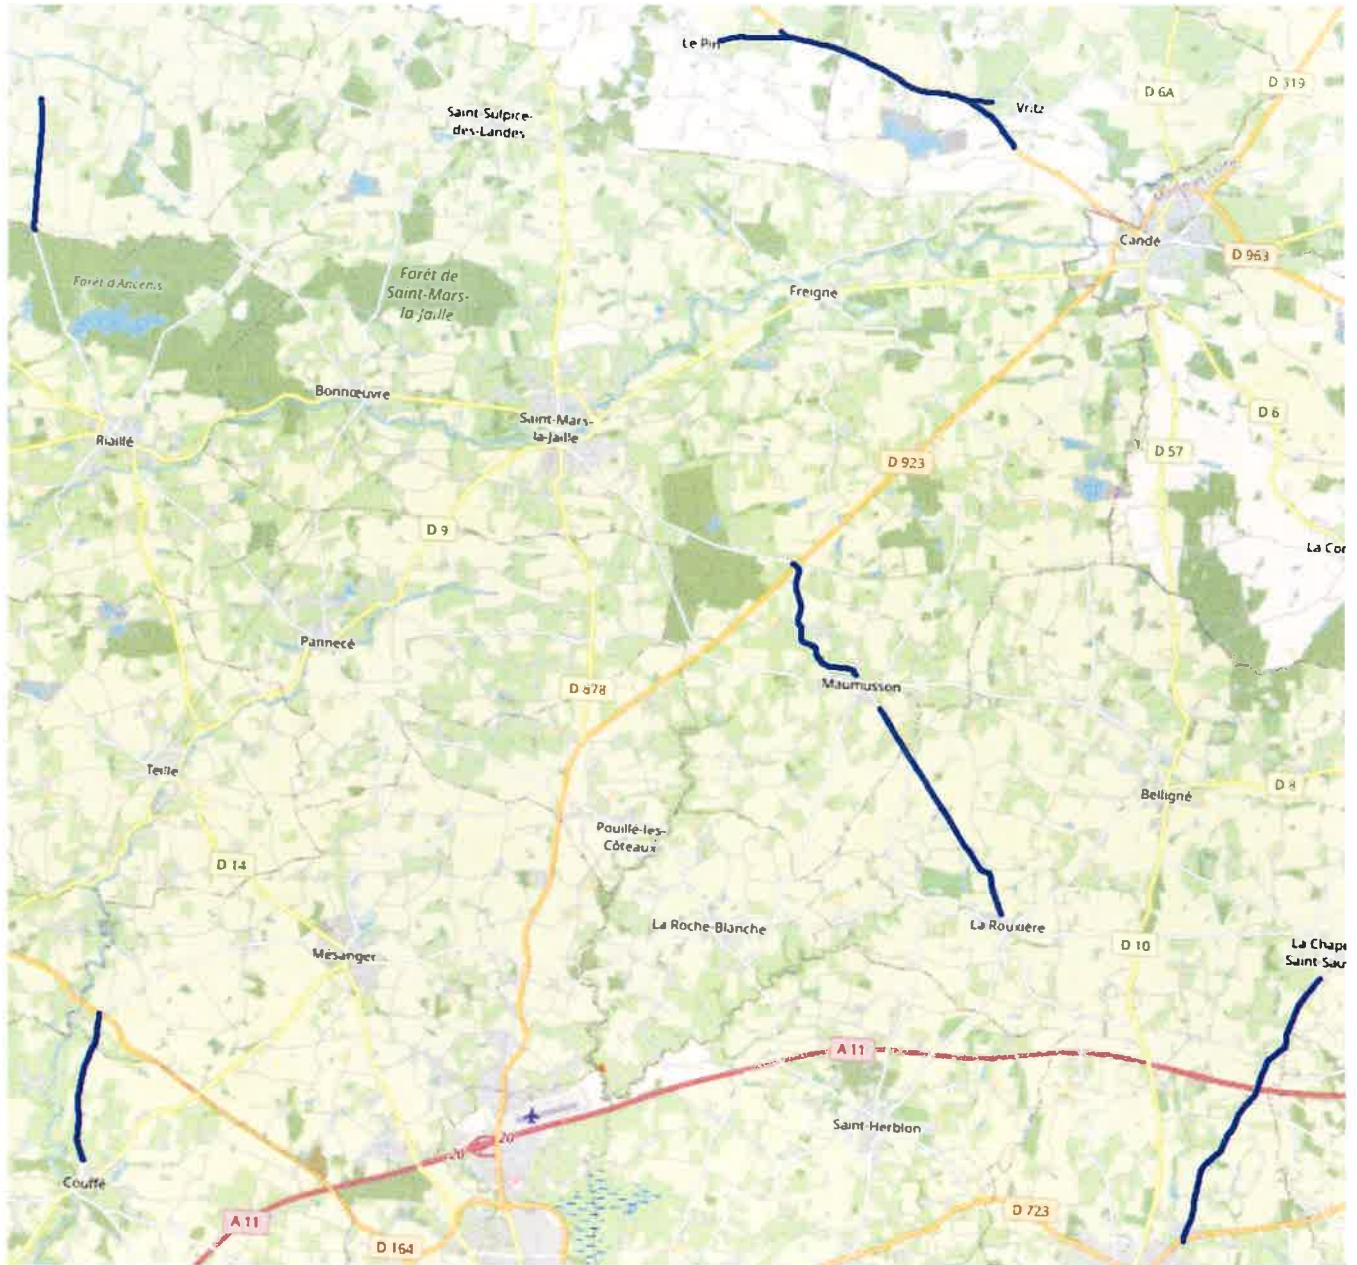 Le Pin
Vritz
D 6A
D 319
Saint-Sulpice-
des-Landes
Candé
D 963
Forêt d'Ancenis
Forêt de
Saint-Mars-
la-Jaille
Freigné
Bonnœuvre
Saint-Mars-
la-Jaille
D 6
Riaillé
D 57
D 923
D 9
La Cor
Pannecé
D 878
Maumusson
Teillé
Belligné
D 8
Pouillé-les-
Côteaux
D 14
La Roche-Blanche
La Rouxière
D 10
La Chape
Saint-Sauv
Mésanger
A 11
Saint-Herblon
20
20
Couffé
A 11
D 723
D 164